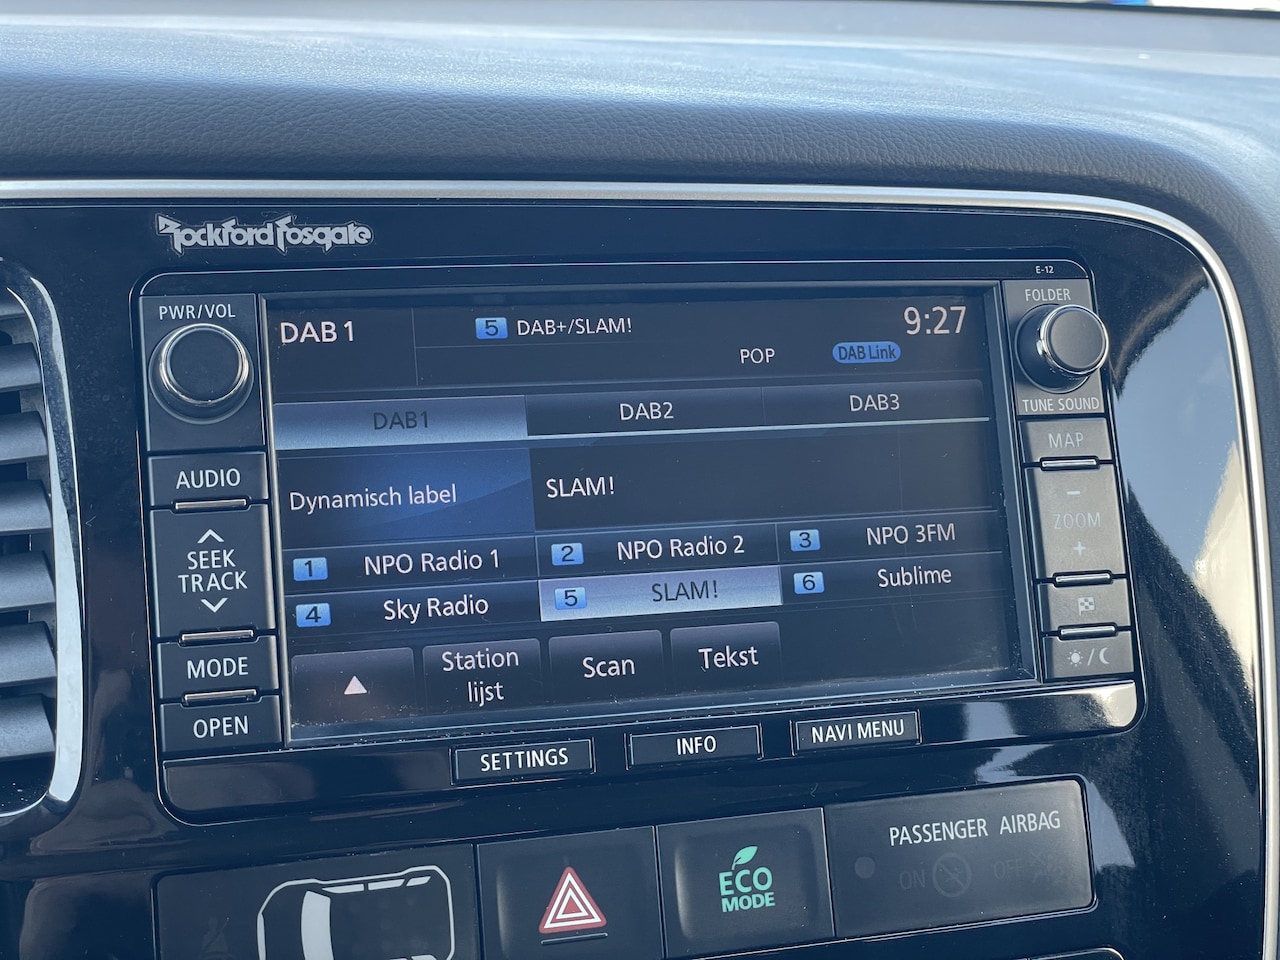 Rockford Fosgate
E-12
PWR/VOL
FOLDER
DAB 1
5 DAB+/SLAM!
9:27
POP
DAB Link
TUNE SOUND
DAB1
DAB2
DAB3
MAP
AUDIO
Dynamisch label
SLAM!
ZOOM
SEEK
TRACK
1 NPO Radio 1
2 NPO Radio 2
3 NPO 3FM
4 Sky Radio
5 SLAM!
6 Sublime
MODE
Station
lijst
Scan
Tekst
OPEN
SETTINGS
INFO
NAVI MENU
PASSENGER AIRBAG
ON
OFF
ECO
MODE